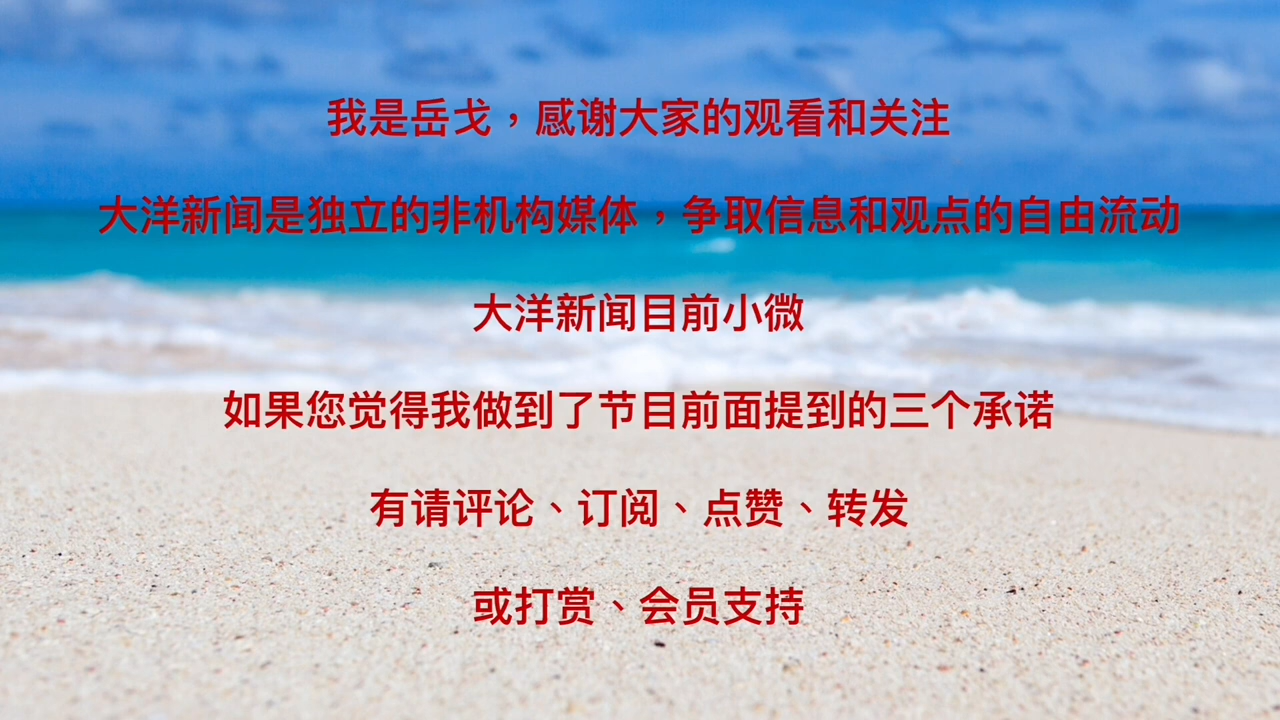 我是岳戈，感谢大家的观看和关注
大洋新闻是独立的非机构媒体，争取信息和观点的自由流动
大洋新闻目前小微
如果您觉得我做到了节目前面提到的三个承诺
有请评论、订阅、点赞、转发
或打赏、会员支持